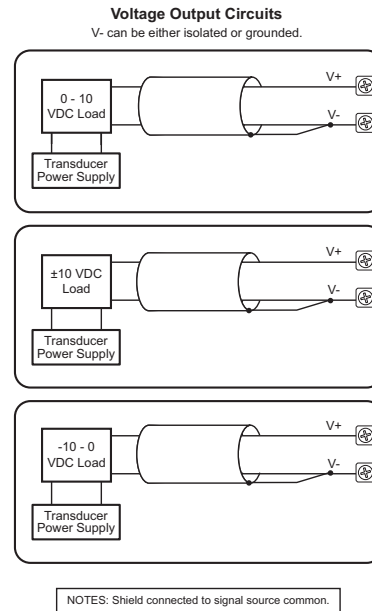 Voltage Output Circuits
V- can be either isolated or grounded.
0 - 10
VDC Load
V+
V-
Transducer
Power Supply
±10 VDC
Load
V+
V-
Transducer
Power Supply
-10 - 0
VDC Load
V+
V-
Transducer
Power Supply
NOTES: Shield connected to signal source common.